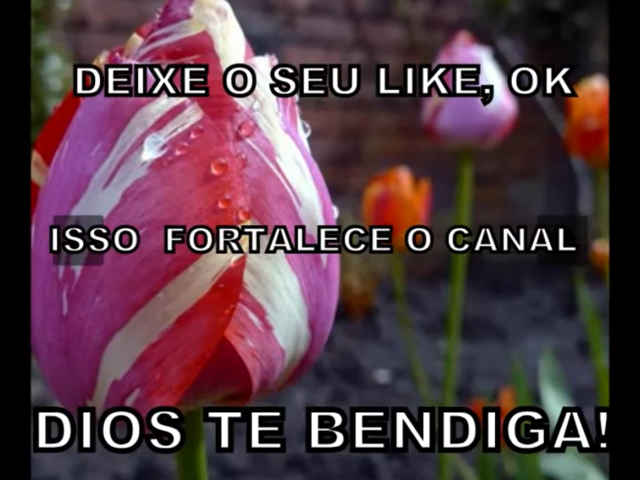 DEIXE O SEU LIKE, OK
ISSO FORTALECE O CANAL
DIOS TE BENDIGA!